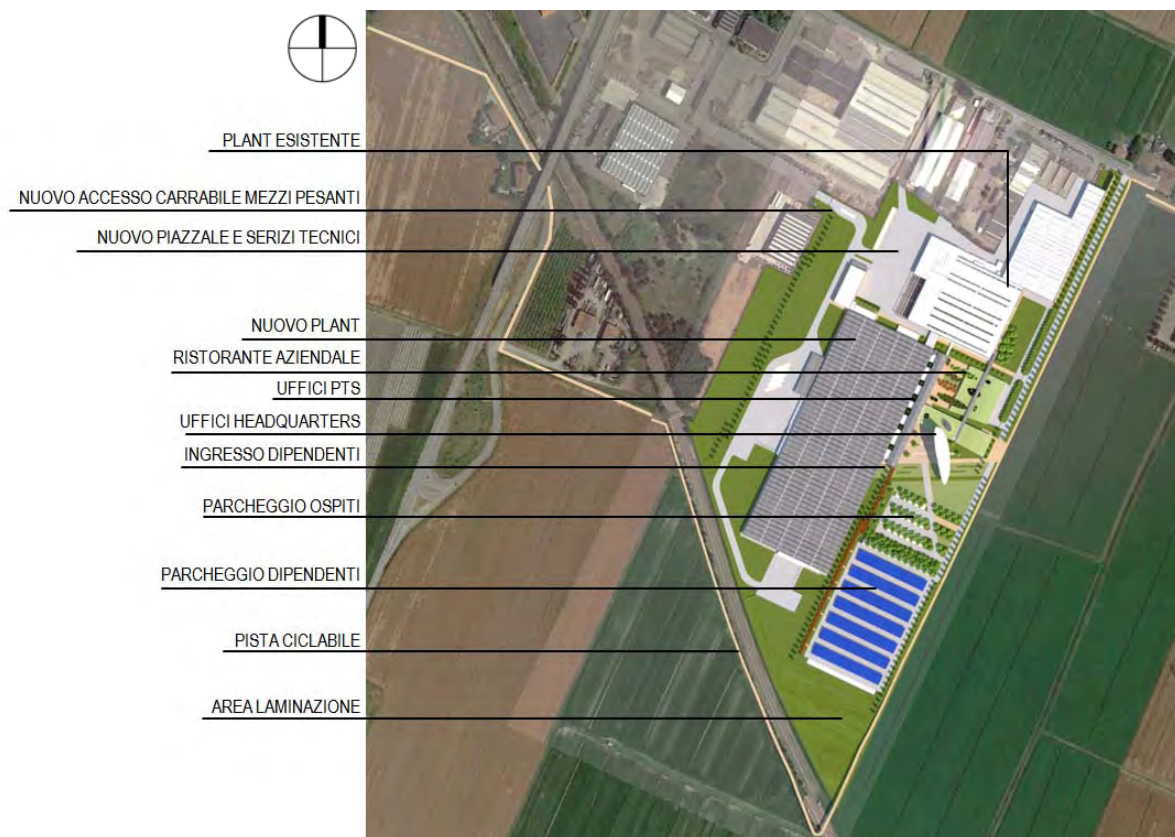 PLANT ESISTENTE
NUOVO ACCESSO CARRABILE MEZZI PESANTI
NUOVO PIAZZALE E SERIZI TECNICI
NUOVO PLANT
RISTORANTE AZIENDALE
UFFICI PTS
UFFICI HEADQUARTERS
INGRESSO DIPENDENTI
PARCHEGGIO OSPITI
PARCHEGGIO DIPENDENTI
PISTA CICLABILE
AREA LAMINAZIONE